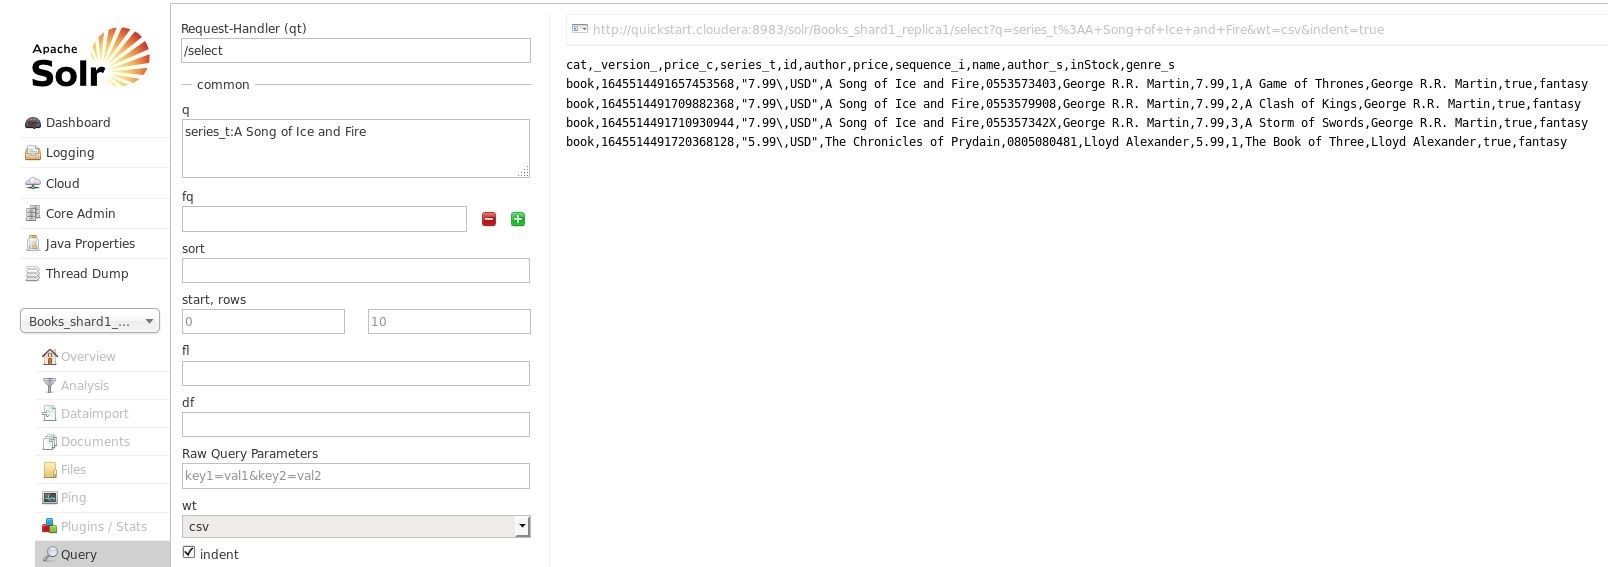 Apache
Solr
Dashboard
Logging
Cloud
Core Admin
Java Properties
Thread Dump
Books_shard1_...
Overview
Analysis
Dataimport
Documents
Files
Ping
Plugins / Stats
Query
Request-Handler (qt)
/select
common
q
series_t:A Song of Ice and Fire
fq
sort
start, rows
0
10
fl
df
Raw Query Parameters
key1=val1&key2=val2
wt
csv
indent
http://quickstart.cloudera:8983/solr/Books_shard1_replica1/select?q=series_t%3AA+Song+of+Ice+and+Fire&wt=csv&indent=true
cat,_version_,price_c,series_t,id,author,price,sequence_i,name,author_s,inStock,genre_s
book,1645514491657453568,"7.99\,USD",A Song of Ice and Fire,0553573403,George R.R. Martin,7.99,1,A Game of Thrones,George R.R. Martin,true,fantasy
book,1645514491709882368,"7.99\,USD",A Song of Ice and Fire,0553579908,George R.R. Martin,7.99,2,A Clash of Kings,George R.R. Martin,true,fantasy
book,1645514491710930944,"7.99\,USD",A Song of Ice and Fire,055357342X,George R.R. Martin,7.99,3,A Storm of Swords,George R.R. Martin,true,fantasy
book,1645514491720368128,"5.99\,USD",The Chronicles of Prydain,0805080481,Lloyd Alexander,5.99,1,The Book of Three,Lloyd Alexander,true,fantasy